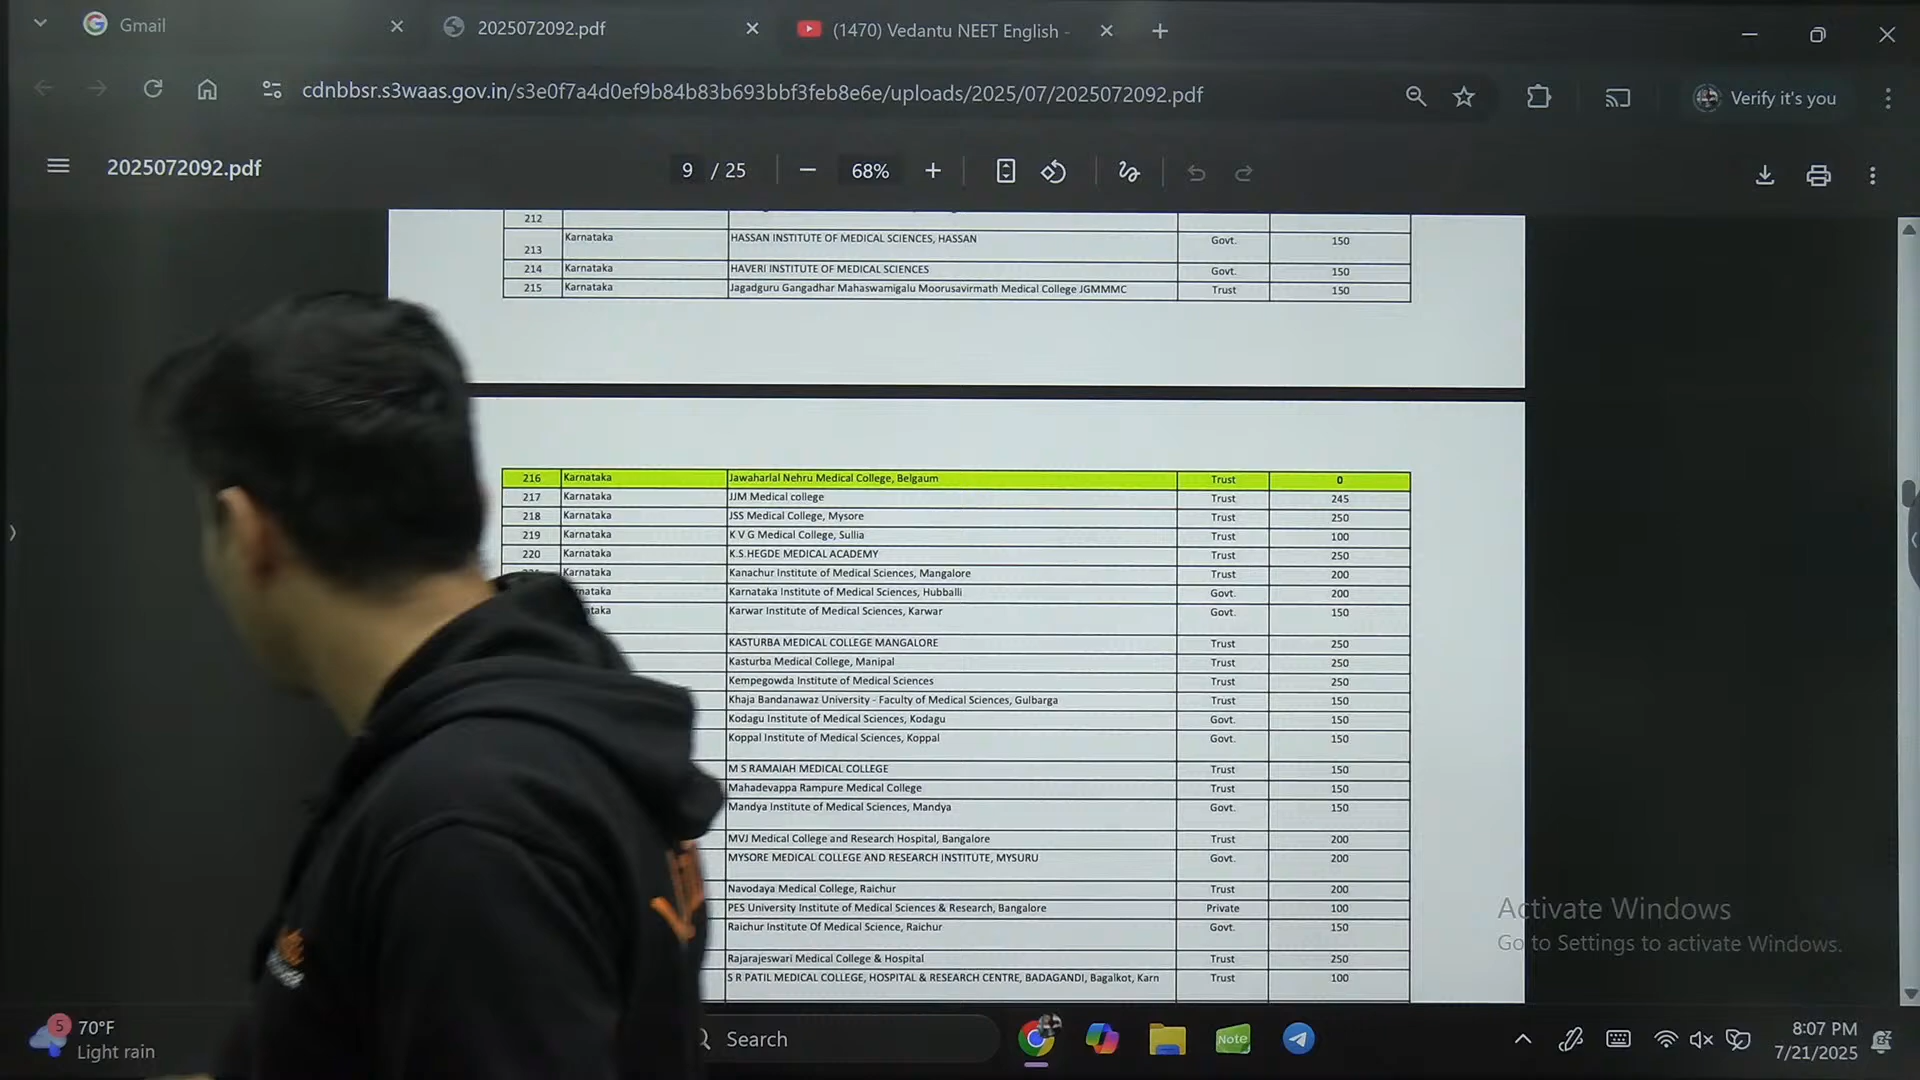 Gmail
2025072092.pdf
(1470) Vedantu NEET English -
cdnbbsr.s3waas.gov.in/s3e0f7a4d0ef9b84b83b693bbf3feb8e6e/uploads/2025/07/2025072092.pdf
Verify it's you
2025072092.pdf
9 / 25
68%
212
213 Karnataka HASSAN INSTITUTE OF MEDICAL SCIENCES, HASSAN Govt. 150
214 Karnataka HAVERI INSTITUTE OF MEDICAL SCIENCES Govt. 150
215 Karnataka Jagadguru Gangadhar Mahaswamigalu Moorusavirmath Medical College JGMMMC Trust 150
216 Karnataka Jawaharlal Nehru Medical College, Belgaum Trust 0
217 Karnataka JJM Medical college Trust 245
218 Karnataka JSS Medical College, Mysore Trust 250
219 Karnataka K V G Medical College, Sullia Trust 100
220 Karnataka K.S.HEGDE MEDICAL ACADEMY Trust 250
Karnataka Kanachur Institute of Medical Sciences, Mangalore Trust 200
rnataka Karnataka Institute of Medical Sciences, Hubballi Govt. 200
taka Karwar Institute of Medical Sciences, Karwar Govt. 150
KASTURBA MEDICAL COLLEGE MANGALORE Trust 250
Kasturba Medical College, Manipal Trust 250
Kempegowda Institute of Medical Sciences Trust 250
Khaja Bandanawaz University - Faculty of Medical Sciences, Gulbarga Trust 150
Kodagu Institute of Medical Sciences, Kodagu Govt. 150
Koppal Institute of Medical Sciences, Koppal Govt. 150
M S RAMAIAH MEDICAL COLLEGE Trust 150
Mahadevappa Rampure Medical College Trust 150
Mandya Institute of Medical Sciences, Mandya Govt. 150
MVJ Medical College and Research Hospital, Bangalore Trust 200
MYSORE MEDICAL COLLEGE AND RESEARCH INSTITUTE, MYSURU Govt. 200
Navodaya Medical College, Raichur Trust 200
PES University Institute of Medical Sciences & Research, Bangalore Private 100
Raichur Institute Of Medical Science, Raichur Govt. 150
Rajarajeswari Medical College & Hospital Trust 250
S R PATIL MEDICAL COLLEGE, HOSPITAL & RESEARCH CENTRE, BADAGANDI, Bagalkot, Karn Trust 100
Activate Windows
Go to Settings to activate Windows.
5
70°F
Light rain
Search
Note
8:07 PM
7/21/2025